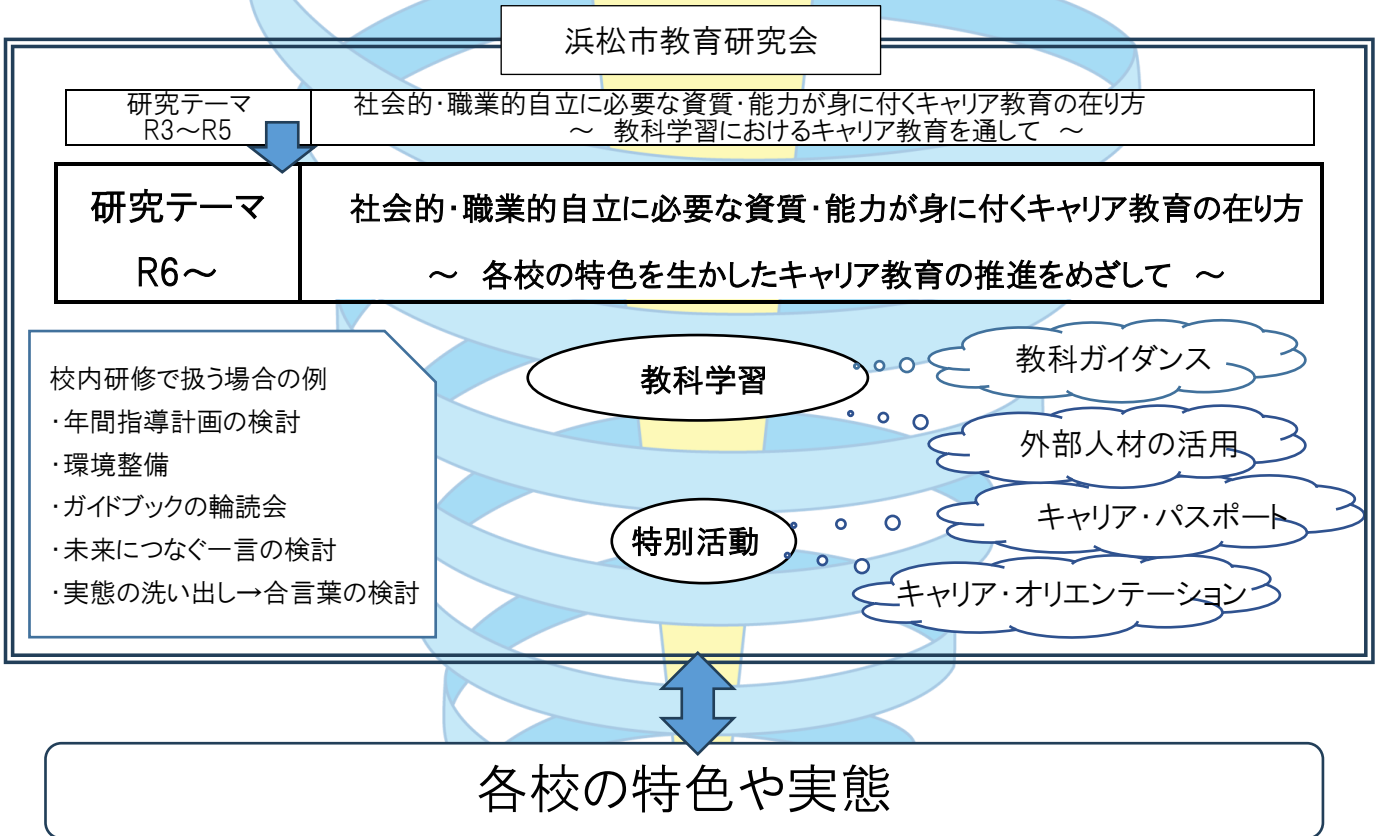 浜松市教育研究会
研究テーマ
R3～R5
社会的・職業的自立に必要な資質・能力が身に付くキャリア教育の在り方
～ 教科学習におけるキャリア教育を通して ～
研究テーマ
R6～
社会的・職業的自立に必要な資質・能力が身に付くキャリア教育の在り方
～ 各校の特色を生かしたキャリア教育の推進をめざして ～
校内研修で扱う場合の例
・年間指導計画の検討
・環境整備
・ガイドブックの輪読会
・未来につなぐ一言の検討
・実態の洗い出し→合言葉の検討
教科学習
教科ガイダンス
外部人材の活用
特別活動
キャリア・パスポート
キャリア・オリエンテーション
各校の特色や実態